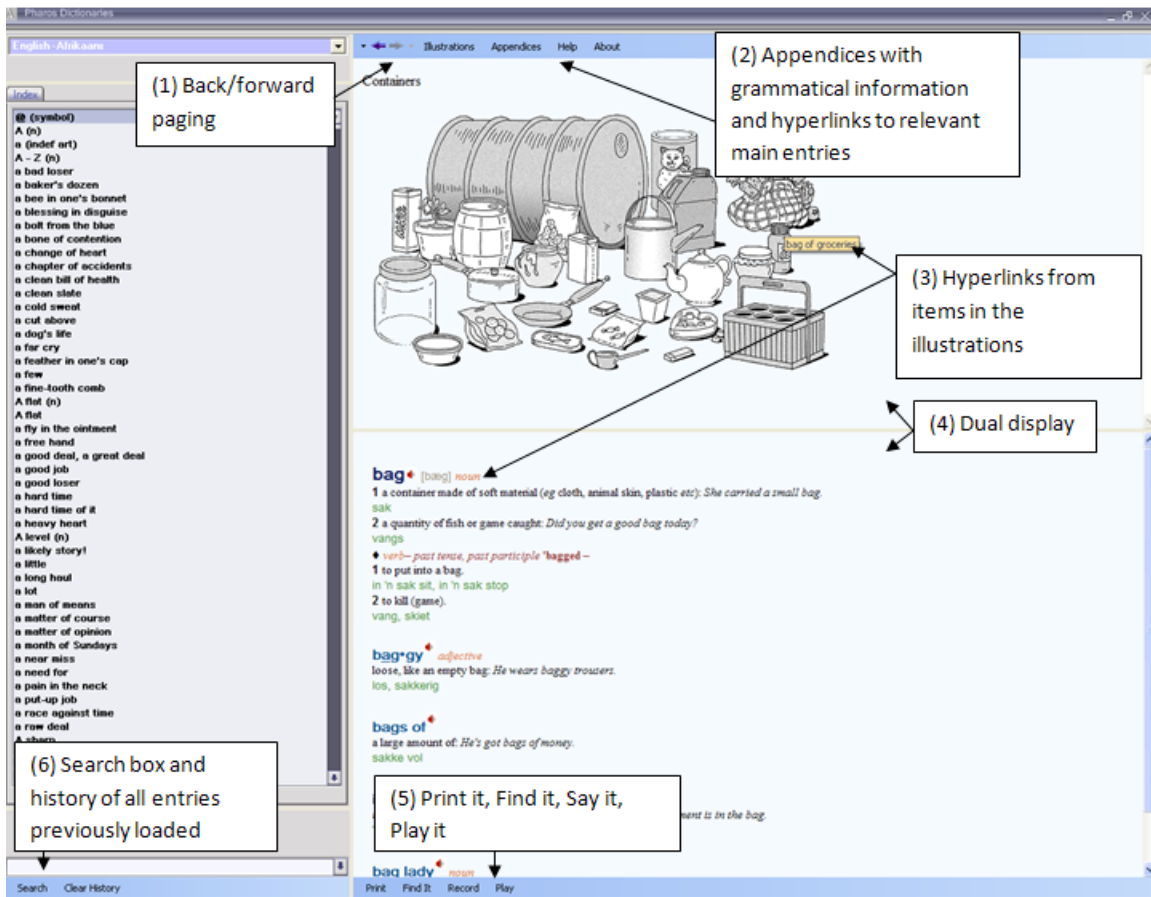 Pharos Dictionaries
English - Afrikaans
Illustrations Appendices Help About
Index
@ (symbol)
A (n)
a (indef art)
A - Z (n)
a bad loser
a baker's dozen
a bee in one's bonnet
a blessing in disguise
a bolt from the blue
a bone of contention
a change of heart
a chapter of accidents
a clean bill of health
a clean slate
a cold sweat
a cut above
a dog's life
a far cry
a feather in one's cap
a few
a fine-tooth comb
A flat (n)
A flat
a fly in the ointment
a free hand
a good deal, a great deal
a good job
a good loser
a hard time
a hard time of it
a heavy heart
A level (n)
a likely story!
a little
a long haul
a lot
a man of means
a matter of course
a matter of opinion
a month of Sundays
a near miss
a need for
a pain in the neck
a put-up job
a race against time
a raw deal
A sharp
(1) Back/forward
paging
(2) Appendices with
grammatical information
and hyperlinks to relevant
main entries
Containers
bag of groceries
(3) Hyperlinks from
items in the
illustrations
(4) Dual display
bag [bæg] noun
1 a container made of soft material (eg cloth, animal skin, plastic etc): She carried a small bag.
sak
2 a quantity of fish or game caught: Did you get a good bag today?
vangs
♦ verb– past tense, past participle 'bagged –
1 to put into a bag.
in 'n sak sit, in 'n sak stop
2 to kill (game).
vang, skiet
bag•gy adjective
loose, like an empty bag: He wears baggy trousers.
los, sakkerig
bags of
a large amount of: He's got bags of money.
sakke vol
ment is in the bag.
bag lady noun
(5) Print it, Find it, Say it,
Play it
(6) Search box and
history of all entries
previously loaded
Search Clear History
Print Find It Record Play